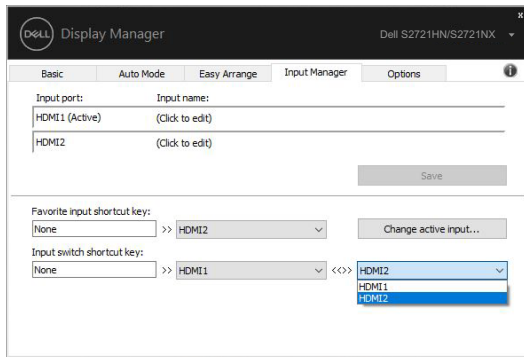 DELL Display Manager Dell S2721HN/S2721NX x
Basic Auto Mode Easy Arrange Input Manager Options i
Input port: Input name:
HDMI1 (Active) (Click to edit)
HDMI2 (Click to edit)
Save
Favorite input shortcut key:
None >> HDMI2 Change active input...
Input switch shortcut key:
None >> HDMI1 <<>> HDMI2
HDMI1
HDMI2